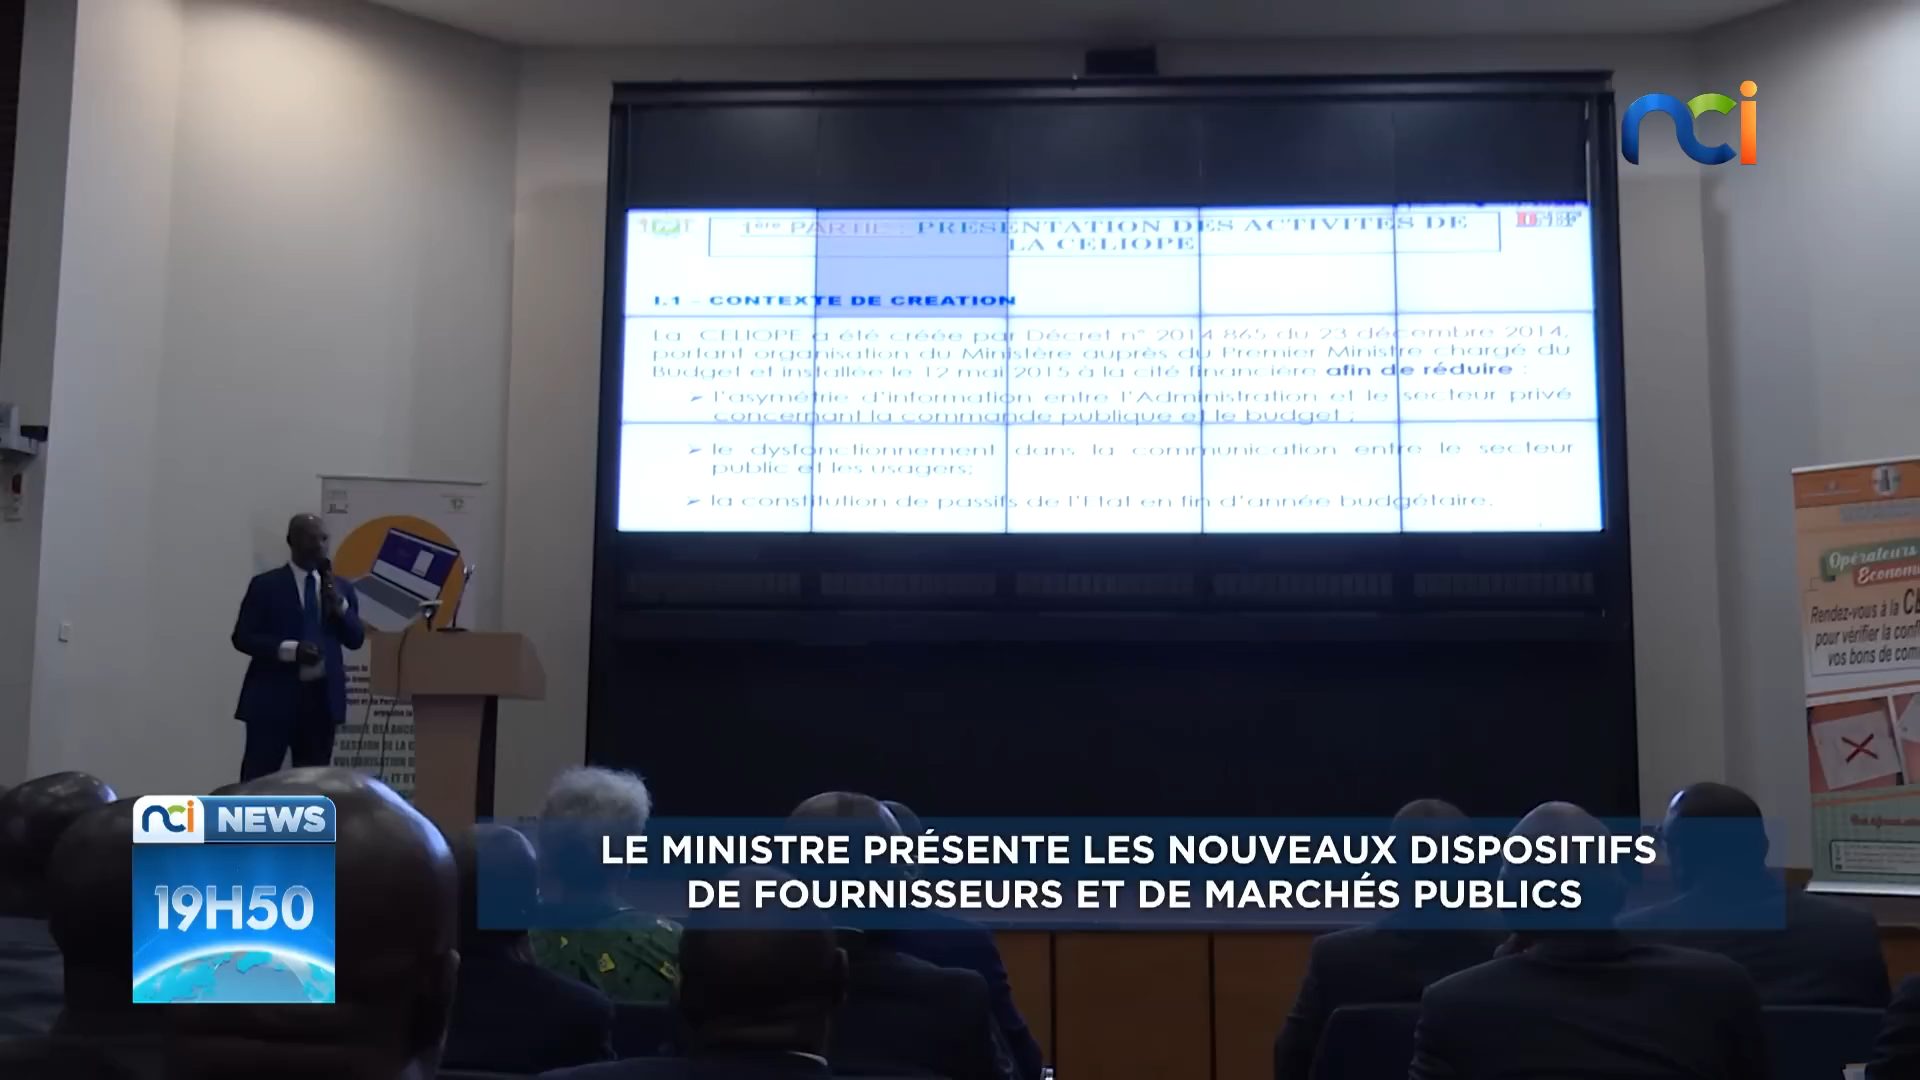 nci
1ère PARTIE : PRESENTATION DES ACTIVITES DE
LA CELIOPE
I.1 - CONTEXTE DE CREATION
La CELIOPE a été créée par Décret n° 2014-865 du 23 décembre 2014,
portant organisation du Ministère auprès du Premier Ministre chargé du
Budget et installée le 12 mai 2015 à la cité financière afin de réduire :
➢ l'asymétrie d'information entre l'Administration et le secteur privé
concernant la commande publique et le budget ;
➢ le dysfonctionnement dans la communication entre le secteur
public et les usagers;
➢ la constitution de passifs de l'Etat en fin d'année budgétaire.
Opérateurs
Econom
Rendez-vous à la CE
pour vérifier la conf
vos bons de com
SESSION DE LA
nci NEWS
19H50
LE MINISTRE PRÉSENTE LES NOUVEAUX DISPOSITIFS
DE FOURNISSEURS ET DE MARCHÉS PUBLICS